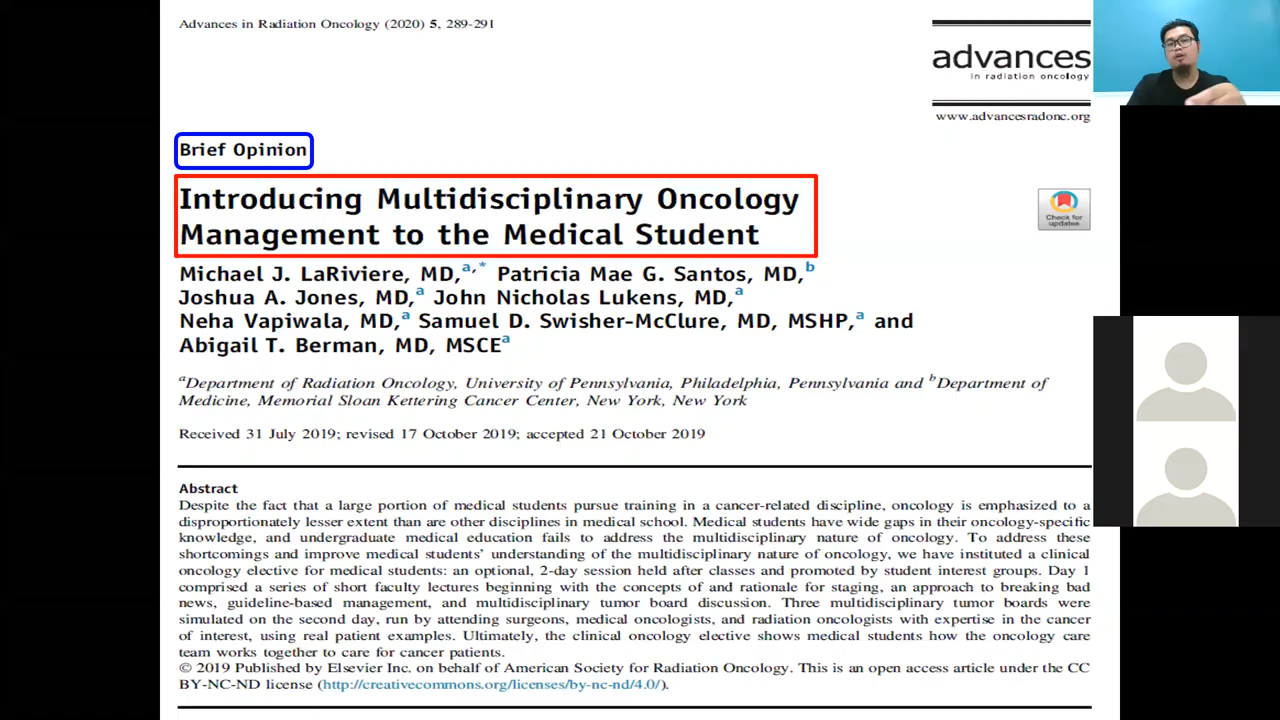 Advances in Radiation Oncology (2020) 5, 289-291
advances
in radiation oncology
www.advancesradonc.org
Brief Opinion
Introducing Multidisciplinary Oncology
Management to the Medical Student
Check for
updates
Michael J. LaRiviere, MD,a,* Patricia Mae G. Santos, MD,b
Joshua A. Jones, MD,a John Nicholas Lukens, MD,a
Neha Vapiwala, MD,a Samuel D. Swisher-McClure, MD, MSHP,a and
Abigail T. Berman, MD, MSCEa
aDepartment of Radiation Oncology, University of Pennsylvania, Philadelphia, Pennsylvania and bDepartment of
Medicine, Memorial Sloan Kettering Cancer Center, New York, New York
Received 31 July 2019; revised 17 October 2019; accepted 21 October 2019
Abstract
Despite the fact that a large portion of medical students pursue training in a cancer-related discipline, oncology is emphasized to a
disproportionately lesser extent than are other disciplines in medical school. Medical students have wide gaps in their oncology-specific
knowledge, and undergraduate medical education fails to address the multidisciplinary nature of oncology. To address these
shortcomings and improve medical students' understanding of the multidisciplinary nature of oncology, we have instituted a clinical
oncology elective for medical students: an optional, 2-day session held after classes and promoted by student interest groups. Day 1
comprised a series of short faculty lectures beginning with the concepts of and rationale for staging, an approach to breaking bad
news, guideline-based management, and multidisciplinary tumor board discussion. Three multidisciplinary tumor boards were
simulated on the second day, run by attending surgeons, medical oncologists, and radiation oncologists with expertise in the cancer
of interest, using real patient examples. Ultimately, the clinical oncology elective shows medical students how the oncology care
team works together to care for cancer patients.
© 2019 Published by Elsevier Inc. on behalf of American Society for Radiation Oncology. This is an open access article under the CC
BY-NC-ND license (http://creativecommons.org/licenses/by-nc-nd/4.0/).